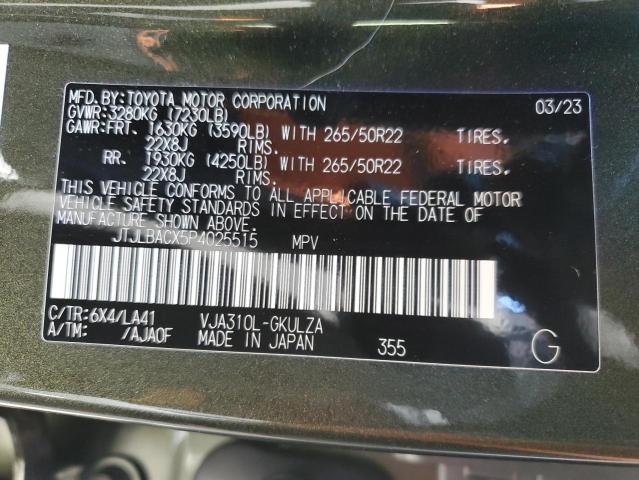 MFD.BY:TOYOTA MOTOR CORPORATION 03/23
GVWR:3280KG (7230LB)
GAWR:FRT. 1630KG (3590LB) WITH 265/50R22 TIRES.
22X8J RIMS.
RR. 1930KG (4250LB) WITH 265/50R22 TIRES.
22X8J RIMS.
THIS VEHICLE CONFORMS TO ALL APPLICABLE FEDERAL MOTOR
VEHICLE SAFETY STANDARDS IN EFFECT ON THE DATE OF
MANUFACTURE SHOWN ABOVE.
JTJLBACX5P4025515 MPV
C/TR:6X4/LA41 VJA310L-GKULZA
A/TM: /AJA0F MADE IN JAPAN 355 G